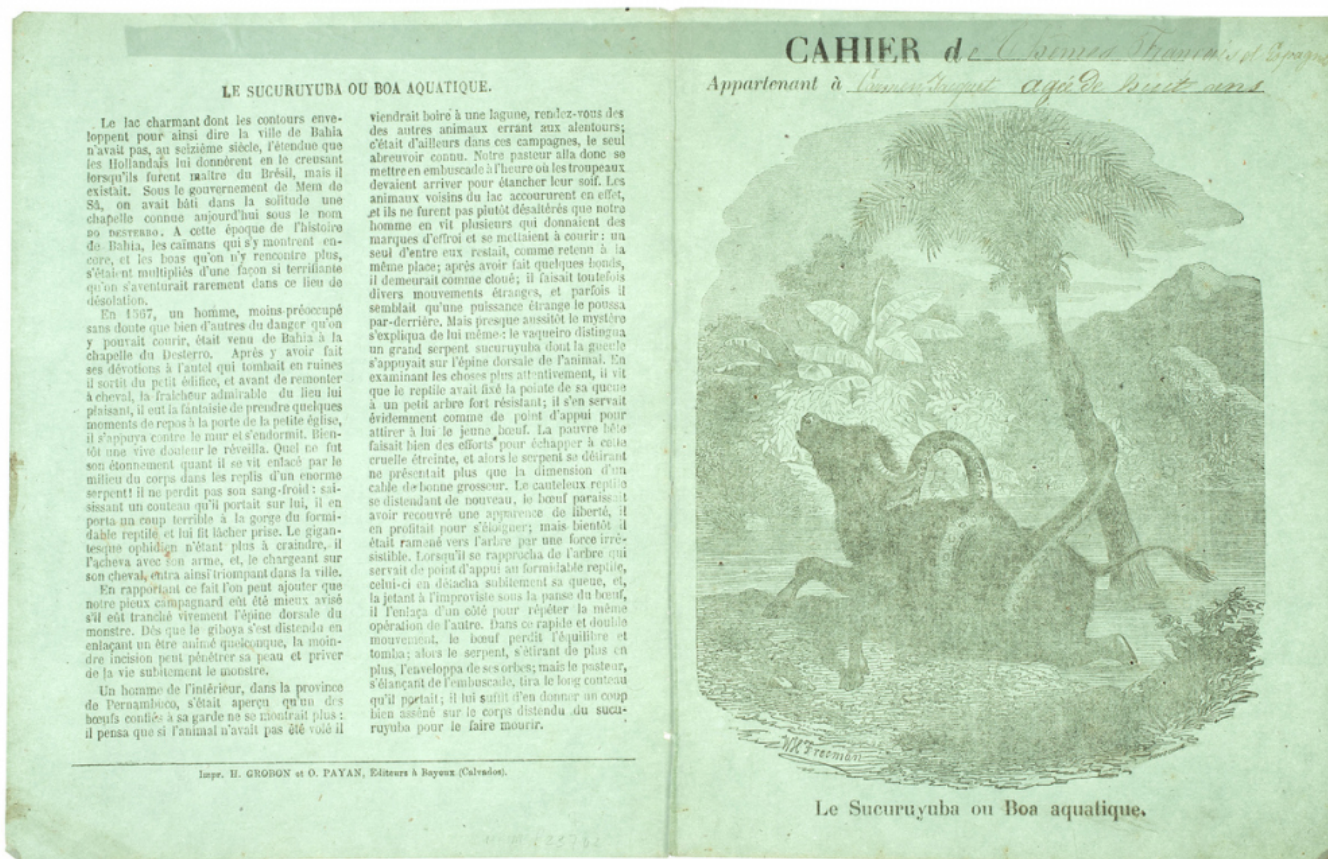 LE SUCURUYUBA OU BOA AQUATIQUE.
Le lac charmant dont les contours enve-
loppent pour ainsi dire la ville de Bahia
n'avait pas, au seizième siècle, l'étendue que
les Hollandais lui donnèrent en le creusant
lorsqu'ils furent maître du Brésil, mais il
existait. Sous le gouvernement de Mem de
Sâ, on avait bâti dans la solitude une
chapelle connue aujourd'hui sous le nom
DO DESTERRO. A cette époque de l'histoire
de Bahia, les caïmans qui s'y montrent en-
core, et les boas qu'on n'y rencontre plus,
s'étaient multipliés d'une façon si terrifiante
qu'on s'aventurait rarement dans ce lieu de
désolation.
En 1567, un homme, moins préoccupé
sans doute que bien d'autres du danger qu'on
y pouvait courir, était venu de Bahia à la
chapelle du Desterro. Après y avoir fait
ses dévotions à l'autel qui tombait en ruines
il sortit du petit édifice, et avant de remonter
à cheval, la fraîcheur admirable du lieu lui
plaisant, il eut la fantaisie de prendre quelques
moments de repos à la porte de la petite église,
il s'appuya contre le mur et s'endormit. Bien-
tôt une vive douleur le réveilla. Quel ne fut
son étonnement quant il se vit enlacé par le
milieu du corps dans les replis d'un enorme
serpent! il ne perdit pas son sang-froid : sai-
sissant un couteau qu'il portait sur lui, il en
porta un coup terrible à la gorge du formi-
dable reptile et lui fit lâcher prise. Le gigan-
tesque ophidien n'étant plus à craindre, il
l'acheva avec son arme, et, le chargeant sur
son cheval, entra ainsi triompant dans la ville.
En rapportant ce fait l'on peut ajouter que
notre pieux campagnard eût été mieux avisé
s'il eût tranché vivement l'épine dorsale du
monstre. Dès que le giboya s'est distendu en
enlaçant un être animé quelconque, la moin-
dre incision peut pénétrer sa peau et priver
de la vie subitement le monstre.
Un homme de l'intérieur, dans la province
de Pernambuco, s'était aperçu qu'un des
bœufs confiés à sa garde ne se montrait plus :
il pensa que si l'animal n'avait pas été volé il
viendrait boire à une lagune, rendez-vous des
des autres animaux errant aux alentours;
c'était d'ailleurs dans ces campagnes, le seul
abreuvoir connu. Notre pasteur alla donc se
mettre en embuscade à l'heure où les troupeaux
devaient arriver pour étancher leur soif. Les
animaux voisins du lac accoururent en effet,
et ils ne furent pas plutôt désaltérés que notre
homme en vit plusieurs qui donnaient des
marques d'effroi et se mettaient à courir : un
seul d'entre eux restait, comme retenu à la
même place; après avoir fait quelques bonds,
il demeurait comme cloué; il faisait toutefois
divers mouvements étranges, et parfois il
semblait qu'une puissance étrange le poussa
par-derrière. Mais presque aussitôt le mystère
s'expliqua de lui même : le vaqueiro distingua
un grand serpent sucuruyuba dont la gueule
s'appuyait sur l'épine dorsale de l'animal. En
examinant les choses plus attentivement, il vit
que le reptile avait fixé la pointe de sa queue
à un petit arbre fort résistant; il s'en servait
évidemment comme de point d'appui pour
attirer à lui le jeune bœuf. La pauvre bête
faisait bien des efforts pour échapper à cette
cruelle étreinte, et alors le serpent se détirant
ne présentait plus que la dimension d'un
cable de bonne grosseur. Le cauteleux reptile
se distendant de nouveau, le bœuf paraissait
avoir recouvré une apparence de liberté, il
en profitait pour s'éloigner; mais bientôt il
était ramené vers l'arbre par une force irré-
sistible. Lorsqu'il se rapprocha de l'arbre qui
servait de point d'appui au formidable reptile,
celui-ci en détacha subitement sa queue, et,
la jetant à l'improviste sous la panse du bœuf,
il l'enlaça d'un côté pour répéter la même
opération de l'autre. Dans ce rapide et double
mouvement, le bœuf perdit l'équilibre et
tomba; alors le serpent, s'étirant de plus en
plus, l'enveloppa de ses orbes; mais le pasteur,
s'élançant de l'embuscade, tira le long couteau
qu'il portait; il lui suffit d'en donner un coup
bien asséné sur le corps distendu du sucu-
ruyuba pour le faire mourir.
Impr. H. GROBON et O. PAYAN, Editeurs à Bayeux (Calvados).
CAHIER de Thèmes Français et Espagne
Appartenant à Carmen agée de huit ans
W.H. Freeman
Le Sucuruyuba ou Boa aquatique.